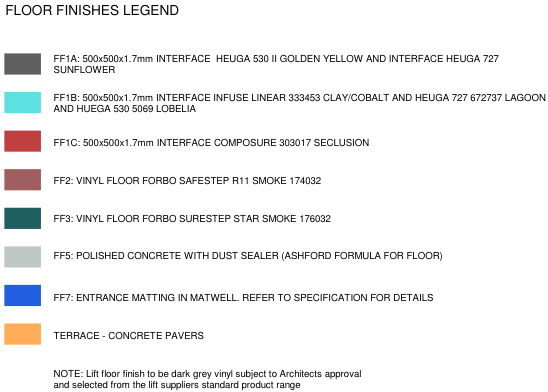 FLOOR FINISHES LEGEND
FF1A: 500x500x1.7mm INTERFACE HEUGA 530 II GOLDEN YELLOW AND INTERFACE HEUGA 727
SUNFLOWER
FF1B: 500x500x1.7mm INTERFACE INFUSE LINEAR 333453 CLAY/COBALT AND HEUGA 727 672737 LAGOON
AND HUEGA 530 5069 LOBELIA
FF1C: 500x500x1.7mm INTERFACE COMPOSURE 303017 SECLUSION
FF2: VINYL FLOOR FORBO SAFESTEP R11 SMOKE 174032
FF3: VINYL FLOOR FORBO SURESTEP STAR SMOKE 176032
FF5: POLISHED CONCRETE WITH DUST SEALER (ASHFORD FORMULA FOR FLOOR)
FF7: ENTRANCE MATTING IN MATWELL. REFER TO SPECIFICATION FOR DETAILS
TERRACE - CONCRETE PAVERS
NOTE: Lift floor finish to be dark grey vinyl subject to Architects approval
and selected from the lift suppliers standard product range